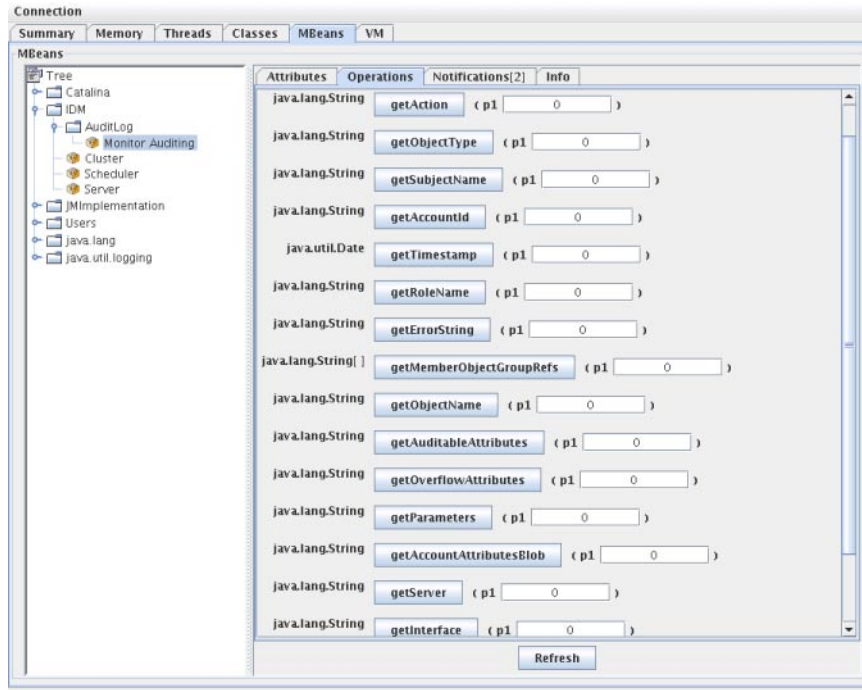 Connection
Summary Memory Threads Classes MBeans VM
MBeans
Tree
Catalina
IDM
AuditLog
Monitor Auditing
Cluster
Scheduler
Server
JMImplementation
Users
java.lang
java.util.logging
Attributes Operations Notifications[2] Info
java.lang.String getAction ( p1 0 )
java.lang.String getObjectType ( p1 0 )
java.lang.String getSubjectName ( p1 0 )
java.lang.String getAccountId ( p1 0 )
java.util.Date getTimestamp ( p1 0 )
java.lang.String getRoleName ( p1 0 )
java.lang.String getErrorString ( p1 0 )
java.lang.String[ ] getMemberObjectGroupRefs ( p1 0 )
java.lang.String getObjectName ( p1 0 )
java.lang.String getAuditableAttributes ( p1 0 )
java.lang.String getOverflowAttributes ( p1 0 )
java.lang.String getParameters ( p1 0 )
java.lang.String getAccountAttributesBlob ( p1 0 )
java.lang.String getServer ( p1 0 )
java.lang.String getInterface ( p1 0 )
Refresh